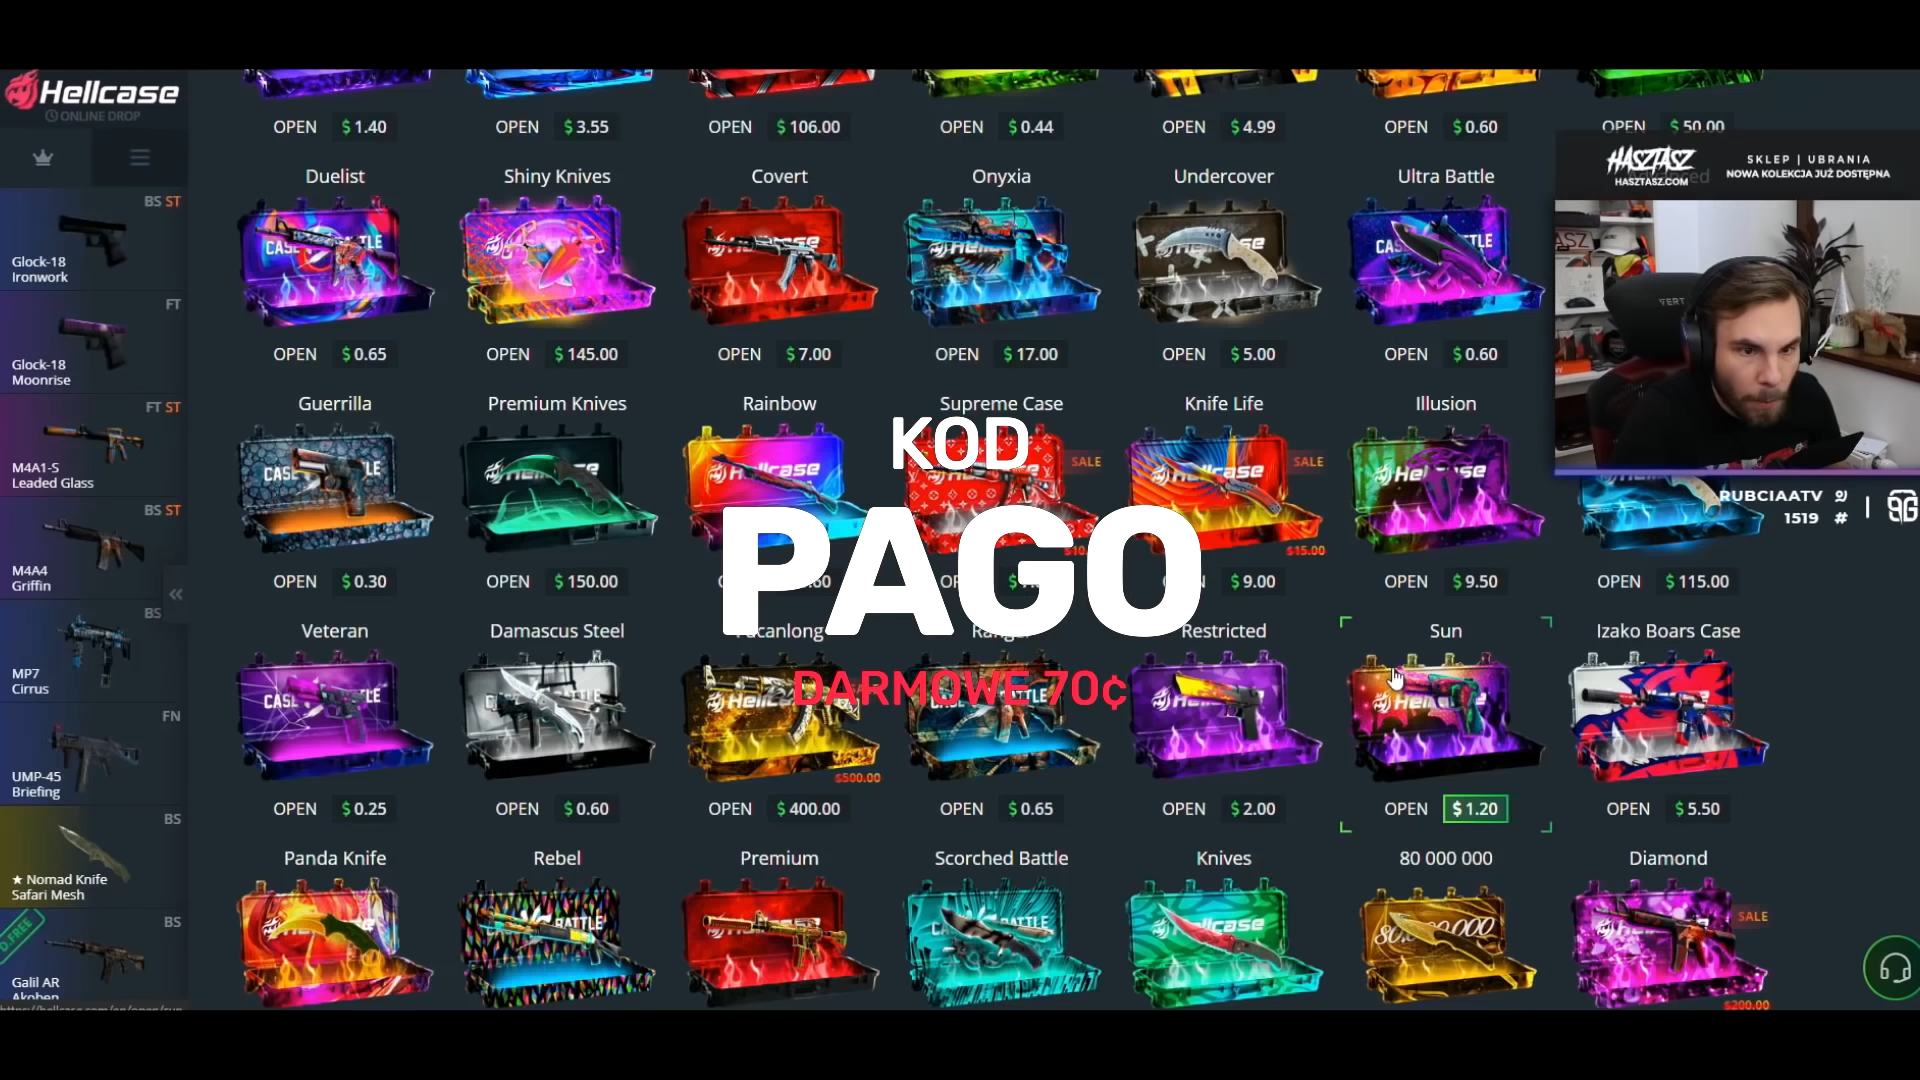 Hellcase
ONLINE DROP
OPEN $ 1.40
OPEN $ 3.55
OPEN $ 106.00
OPEN $ 0.44
OPEN $ 4.99
OPEN $ 0.60
OPEN $ 50.00
HASZTASZ
HASZTASZ.COM
SKLEP | UBRANIA
NOWA KOLEKCJA JUŻ DOSTĘPNA
Duelist
Shiny Knives
Covert
Onyxia
Undercover
Ultra Battle
BS ST
Glock-18
Ironwork
OPEN $ 0.65
OPEN $ 145.00
OPEN $ 7.00
OPEN $ 17.00
OPEN $ 5.00
OPEN $ 0.60
FT
Glock-18
Moonrise
Guerrilla
Premium Knives
Rainbow
Supreme Case
Knife Life
Illusion
FT ST
M4A1-S
Leaded Glass
KOD
PAGO
DARMOWE 70¢
SALE
SALE
$15.00
RUBCIAATV
1519 #
BS ST
M4A4
Griffin
OPEN $ 0.30
OPEN $ 150.00
OPEN $ 9.00
OPEN $ 9.50
OPEN $ 115.00
Veteran
Damascus Steel
Restricted
Sun
Izako Boars Case
BS
MP7
Cirrus
$500.00
FN
UMP-45
Briefing
OPEN $ 0.25
OPEN $ 0.60
OPEN $ 400.00
OPEN $ 0.65
OPEN $ 2.00
OPEN $ 1.20
OPEN $ 5.50
Panda Knife
Rebel
Premium
Scorched Battle
Knives
80 000 000
Diamond
BS
★ Nomad Knife
Safari Mesh
BS
D.FREE
Galil AR
Akoben
Hellcase
80.000.000
SALE
$200.00